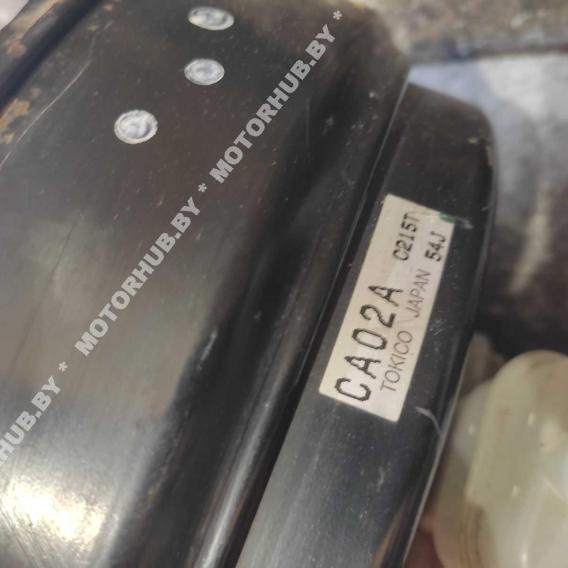 CA02A C215T
TOKICO JAPAN 54J
MOTORHUB.BY * MOTORHUB.BY * MOTORHUB.BY *